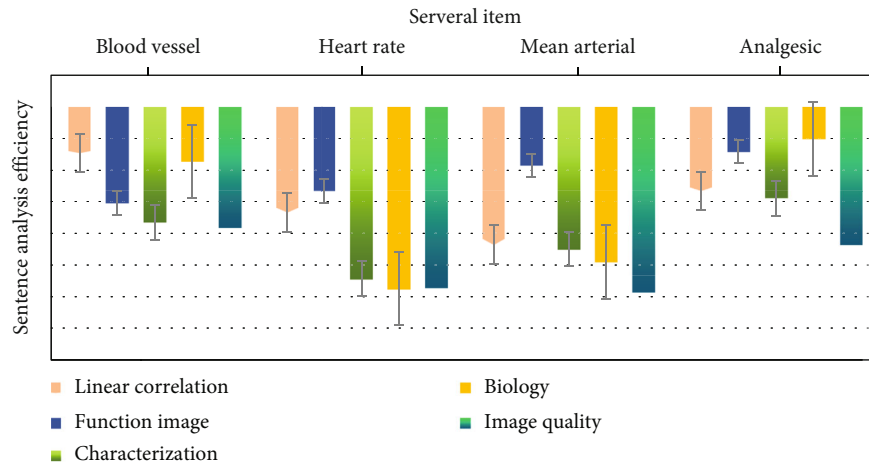 Serveral item
Blood vessel Heart rate Mean arterial Analgesic
Sentence analysis efficiency
Linear correlation Biology
Function image Image quality
Characterization